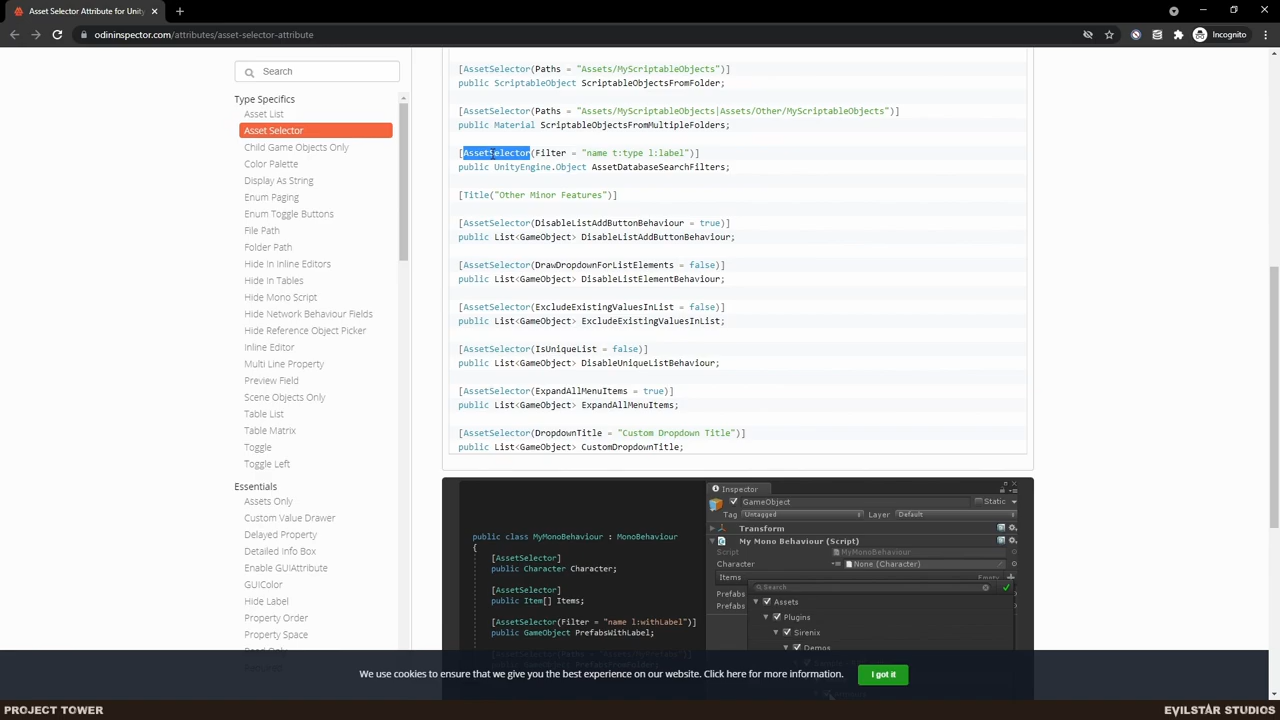 Asset Selector Attribute for Unity
odininspector.com/attributes/asset-selector-attribute
Incognito
Search
Type Specifics
Asset List
Asset Selector
Child Game Objects Only
Color Palette
Display As String
Enum Paging
Enum Toggle Buttons
File Path
Folder Path
Hide In Inline Editors
Hide In Tables
Hide Mono Script
Hide Network Behaviour Fields
Hide Reference Object Picker
Inline Editor
Multi Line Property
Preview Field
Scene Objects Only
Table List
Table Matrix
Toggle
Toggle Left
Essentials
Assets Only
Custom Value Drawer
Delayed Property
Detailed Info Box
Enable GUIAttribute
GUIColor
Hide Label
Property Order
Property Space
[AssetSelector(Paths = "Assets/MyScriptableObjects")]
public ScriptableObject ScriptableObjectsFromFolder;
[AssetSelector(Paths = "Assets/MyScriptableObjects|Assets/Other/MyScriptableObjects")]
public Material ScriptableObjectsFromMultipleFolders;
[AssetSelector(Filter = "name t:type l:label")]
public UnityEngine.Object AssetDatabaseSearchFilters;
[Title("Other Minor Features")]
[AssetSelector(DisableListAddButtonBehaviour = true)]
public List<GameObject> DisableListAddButtonBehaviour;
[AssetSelector(DrawDropdownForListElements = false)]
public List<GameObject> DisableListElementBehaviour;
[AssetSelector(ExcludeExistingValuesInList = false)]
public List<GameObject> ExcludeExistingValuesInList;
[AssetSelector(IsUniqueList = false)]
public List<GameObject> DisableUniqueListBehaviour;
[AssetSelector(ExpandAllMenuItems = true)]
public List<GameObject> ExpandAllMenuItems;
[AssetSelector(DropdownTitle = "Custom Dropdown Title")]
public List<GameObject> CustomDropdownTitle;
public class MyMonoBehaviour : MonoBehaviour
{
[AssetSelector]
public Character Character;
[AssetSelector]
public Item[] Items;
[AssetSelector(Filter = "name l:withLabel")]
public GameObject PrefabsWithLabel;
[AssetSelector(Paths = "Assets/MyPrefabs")]
Inspector
GameObject
Static
Tag Untagged Layer Default
Transform
My Mono Behaviour (Script)
Script MyMonoBehaviour
Character None (Character)
Items Empty
Search
Prefabs
Prefabs
Assets
Plugins
Sirenix
Demos
We use cookies to ensure that we give you the best experience on our website. Click here for more information.
I got it
PROJECT TOWER
EVILSTAR STUDIOS